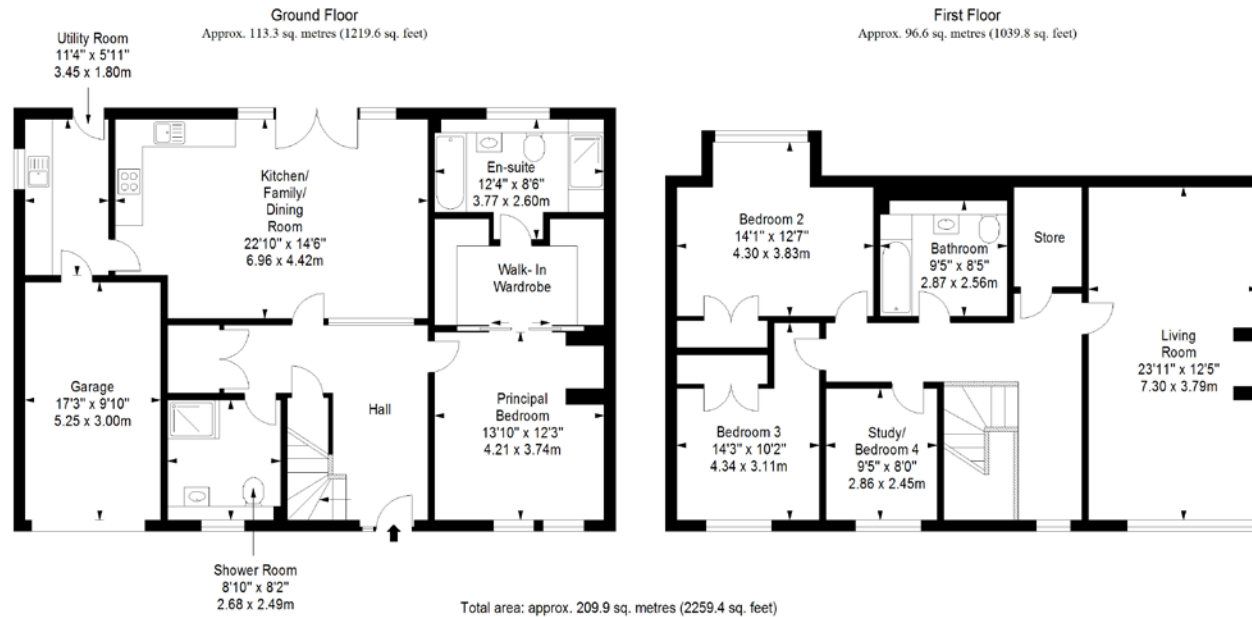 Ground Floor
Approx. 113.3 sq. metres (1219.6 sq. feet)
First Floor
Approx. 96.6 sq. metres (1039.8 sq. feet)
Utility Room
11'4" x 5'11"
3.45 x 1.80m
Kitchen/
Family/
Dining
Room
22'10" x 14'6"
6.96 x 4.42m
En-suite
12'4" x 8'6"
3.77 x 2.60m
Walk- In
Wardrobe
Garage
17'3" x 9'10"
5.25 x 3.00m
Hall
Principal
Bedroom
13'10" x 12'3"
4.21 x 3.74m
Shower Room
8'10" x 8'2"
2.68 x 2.49m
Bedroom 2
14'1" x 12'7"
4.30 x 3.83m
Bathroom
9'5" x 8'5"
2.87 x 2.56m
Store
Living
Room
23'11" x 12'5"
7.30 x 3.79m
Bedroom 3
14'3" x 10'2"
4.34 x 3.11m
Study/
Bedroom 4
9'5" x 8'0"
2.86 x 2.45m
Total area: approx. 209.9 sq. metres (2259.4 sq. feet)